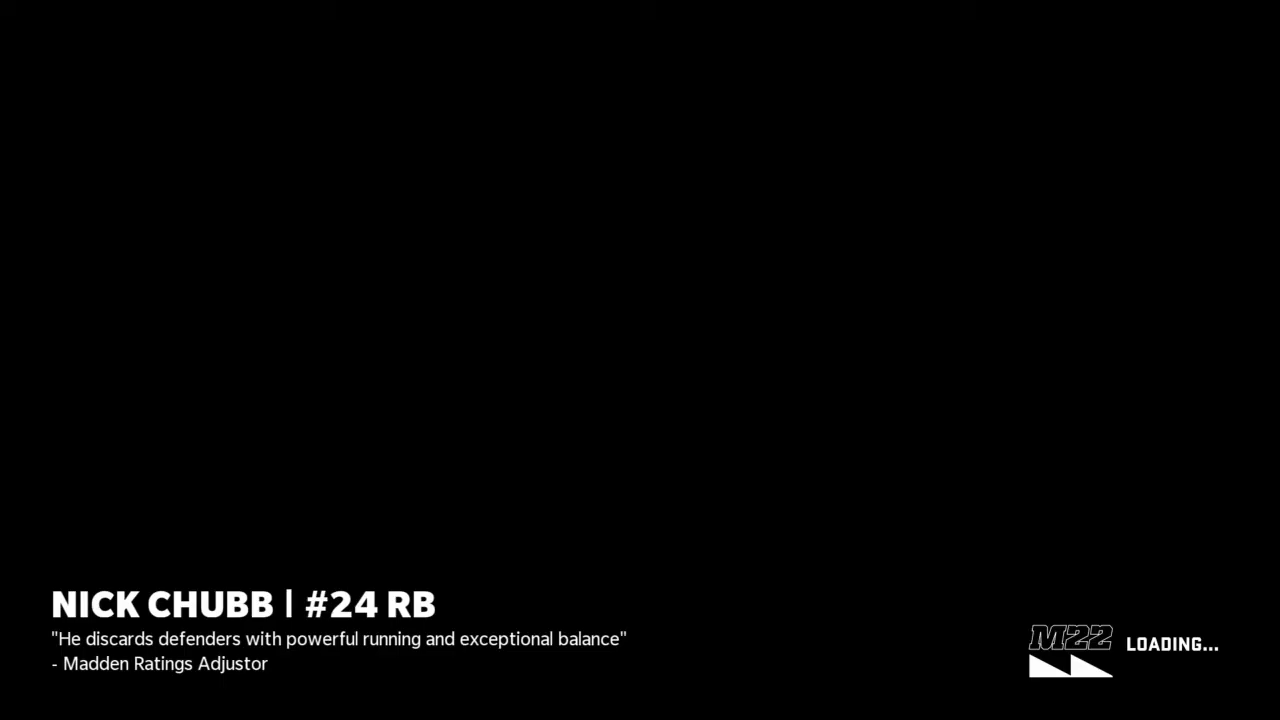 NICK CHUBB | #24 RB
"He discards defenders with powerful running and exceptional balance"
- Madden Ratings Adjustor
M22
LOADING...